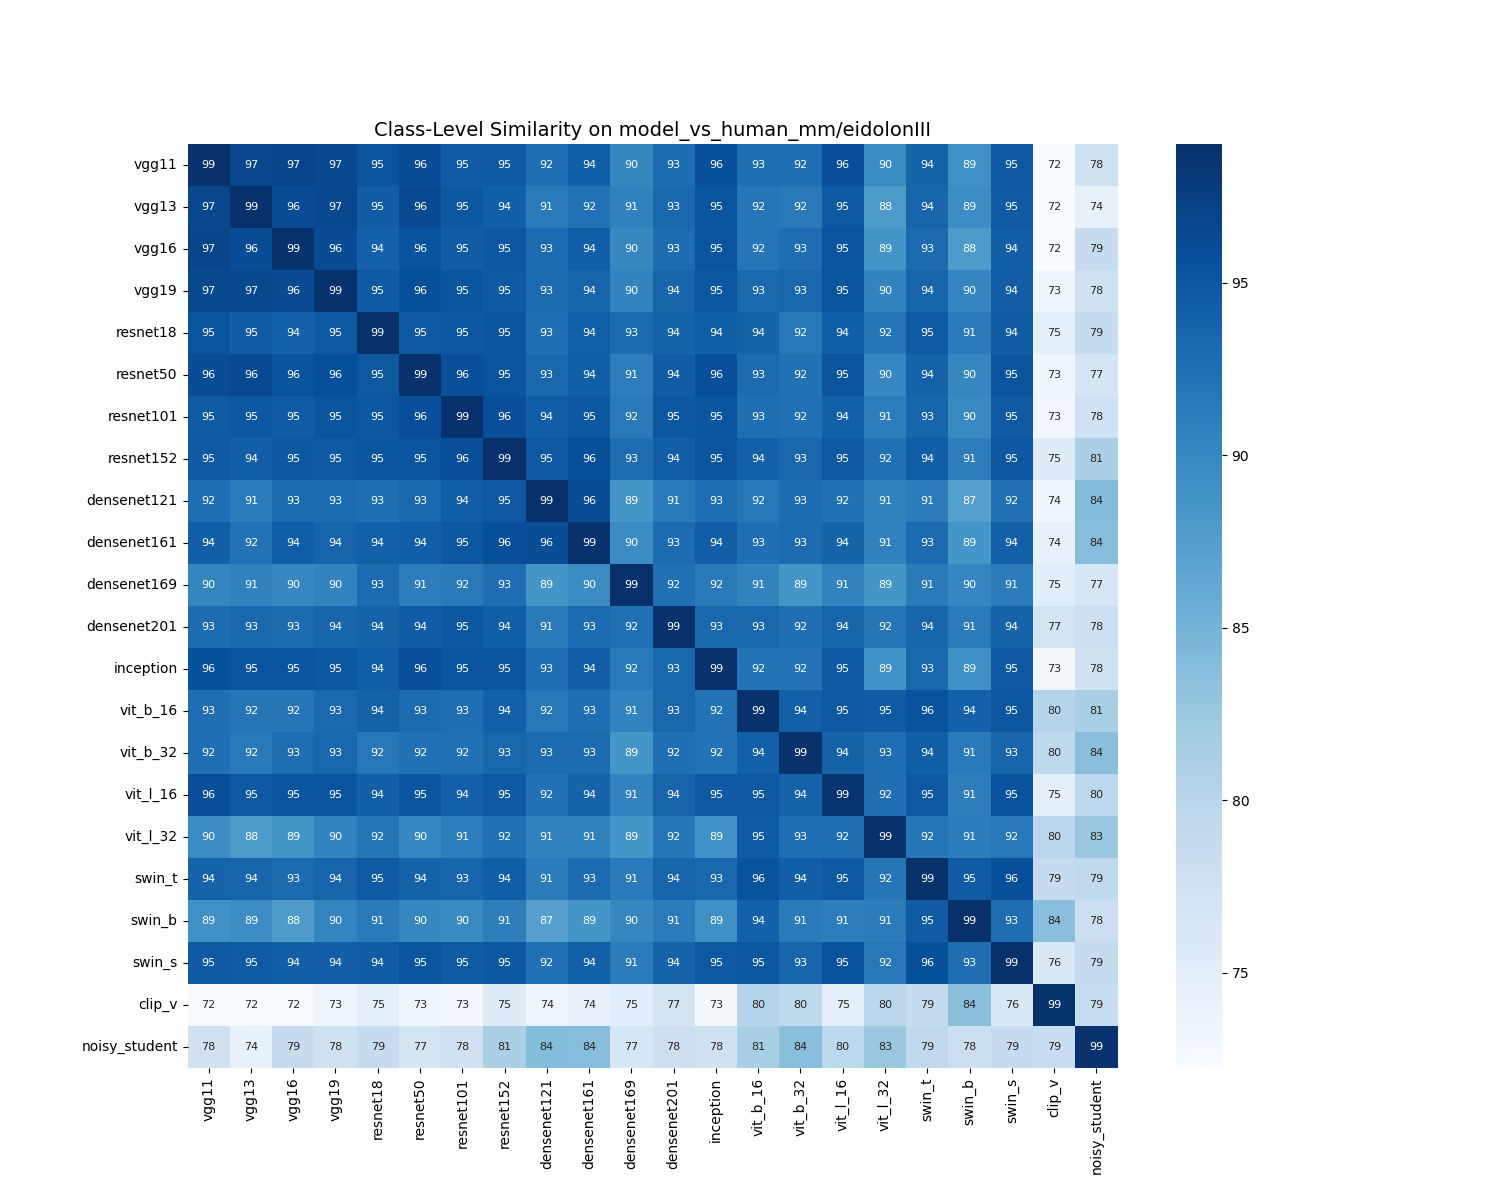 Class-Level Similarity on model_vs_human_mm/eidolonIII
vgg11 99 97 97 97 95 96 95 95 92 94 90 93 96 93 92 96 90 94 89 95 72 78
vgg13 97 99 96 97 95 96 95 94 91 92 91 93 95 92 92 95 88 94 89 95 72 74
vgg16 97 96 99 96 94 96 95 95 93 94 90 93 95 92 93 95 89 93 88 94 72 79
vgg19 97 97 96 99 95 96 95 95 93 94 90 94 95 93 93 95 90 94 90 94 73 78
resnet18 95 95 94 95 99 95 95 95 93 94 93 94 94 94 92 94 92 95 91 94 75 79
resnet50 96 96 96 96 95 99 96 95 93 94 91 94 96 93 92 95 90 94 90 95 73 77
resnet101 95 95 95 95 95 96 99 96 94 95 92 95 95 93 92 94 91 93 90 95 73 78
resnet152 95 94 95 95 95 95 96 99 95 96 93 94 95 94 93 95 92 94 91 95 75 81
densenet121 92 91 93 93 93 93 94 95 99 96 89 91 93 92 93 92 91 91 87 92 74 84
densenet161 94 92 94 94 94 94 95 96 96 99 90 93 94 93 93 94 91 93 89 94 74 84
densenet169 90 91 90 90 93 91 92 93 89 90 99 92 92 91 89 91 89 91 90 91 75 77
densenet201 93 93 93 94 94 94 95 94 91 93 92 99 93 93 92 94 92 94 91 94 77 78
inception 96 95 95 95 94 96 95 95 93 94 92 93 99 92 92 95 89 93 89 95 73 78
vit_b_16 93 92 92 93 94 93 93 94 92 93 91 93 92 99 94 95 95 96 94 95 80 81
vit_b_32 92 92 93 93 92 92 92 93 93 93 89 92 92 94 99 94 93 94 91 93 80 84
vit_l_16 96 95 95 95 94 95 94 95 92 94 91 94 95 95 94 99 92 95 91 95 75 80
vit_l_32 90 88 89 90 92 90 91 92 91 91 89 92 89 95 93 92 99 92 91 92 80 83
swin_t 94 94 93 94 95 94 93 94 91 93 91 94 93 96 94 95 92 99 95 96 79 79
swin_b 89 89 88 90 91 90 90 91 87 89 90 91 89 94 91 91 91 95 99 93 84 78
swin_s 95 95 94 94 94 95 95 95 92 94 91 94 95 95 93 95 92 96 93 99 76 79
clip_v 72 72 72 73 75 73 73 75 74 74 75 77 73 80 80 75 80 79 84 76 99 79
noisy_student 78 74 79 78 79 77 78 81 84 84 77 78 78 81 84 80 83 79 78 79 79 99
vgg11 vgg13 vgg16 vgg19 resnet18 resnet50 resnet101 resnet152 densenet121 densenet161 densenet169 densenet201 inception vit_b_16 vit_b_32 vit_l_16 vit_l_32 swin_t swin_b swin_s clip_v noisy_student
95
90
85
80
75